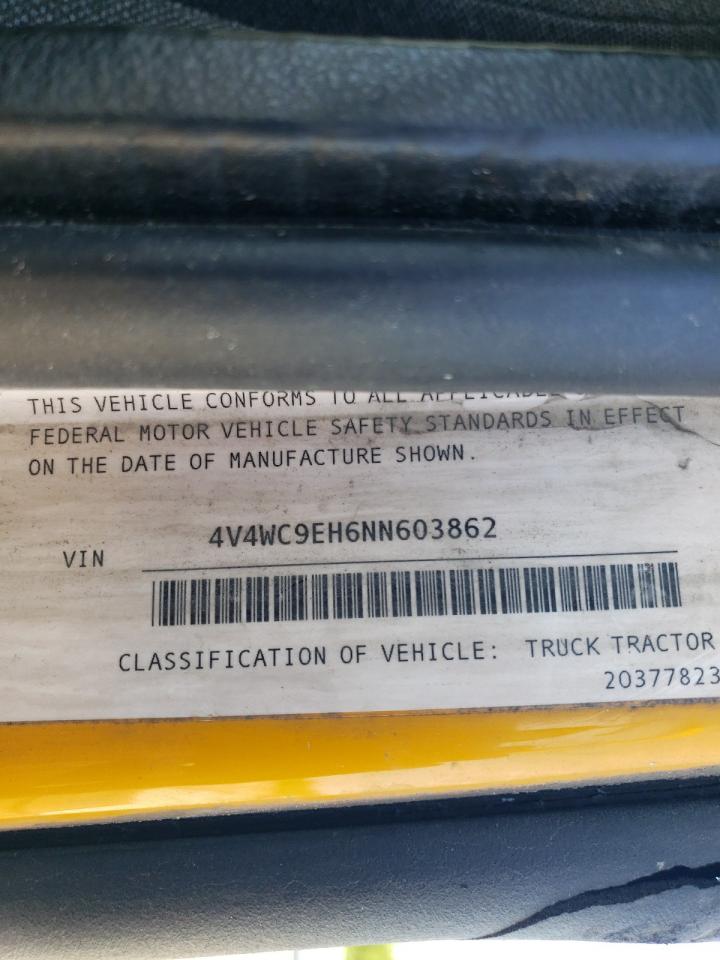 THIS VEHICLE CONFORMS TO ALL APPLICABLE
FEDERAL MOTOR VEHICLE SAFETY STANDARDS IN EFFECT
ON THE DATE OF MANUFACTURE SHOWN.
VIN 4V4WC9EH6NN603862
CLASSIFICATION OF VEHICLE: TRUCK TRACTOR
20377823